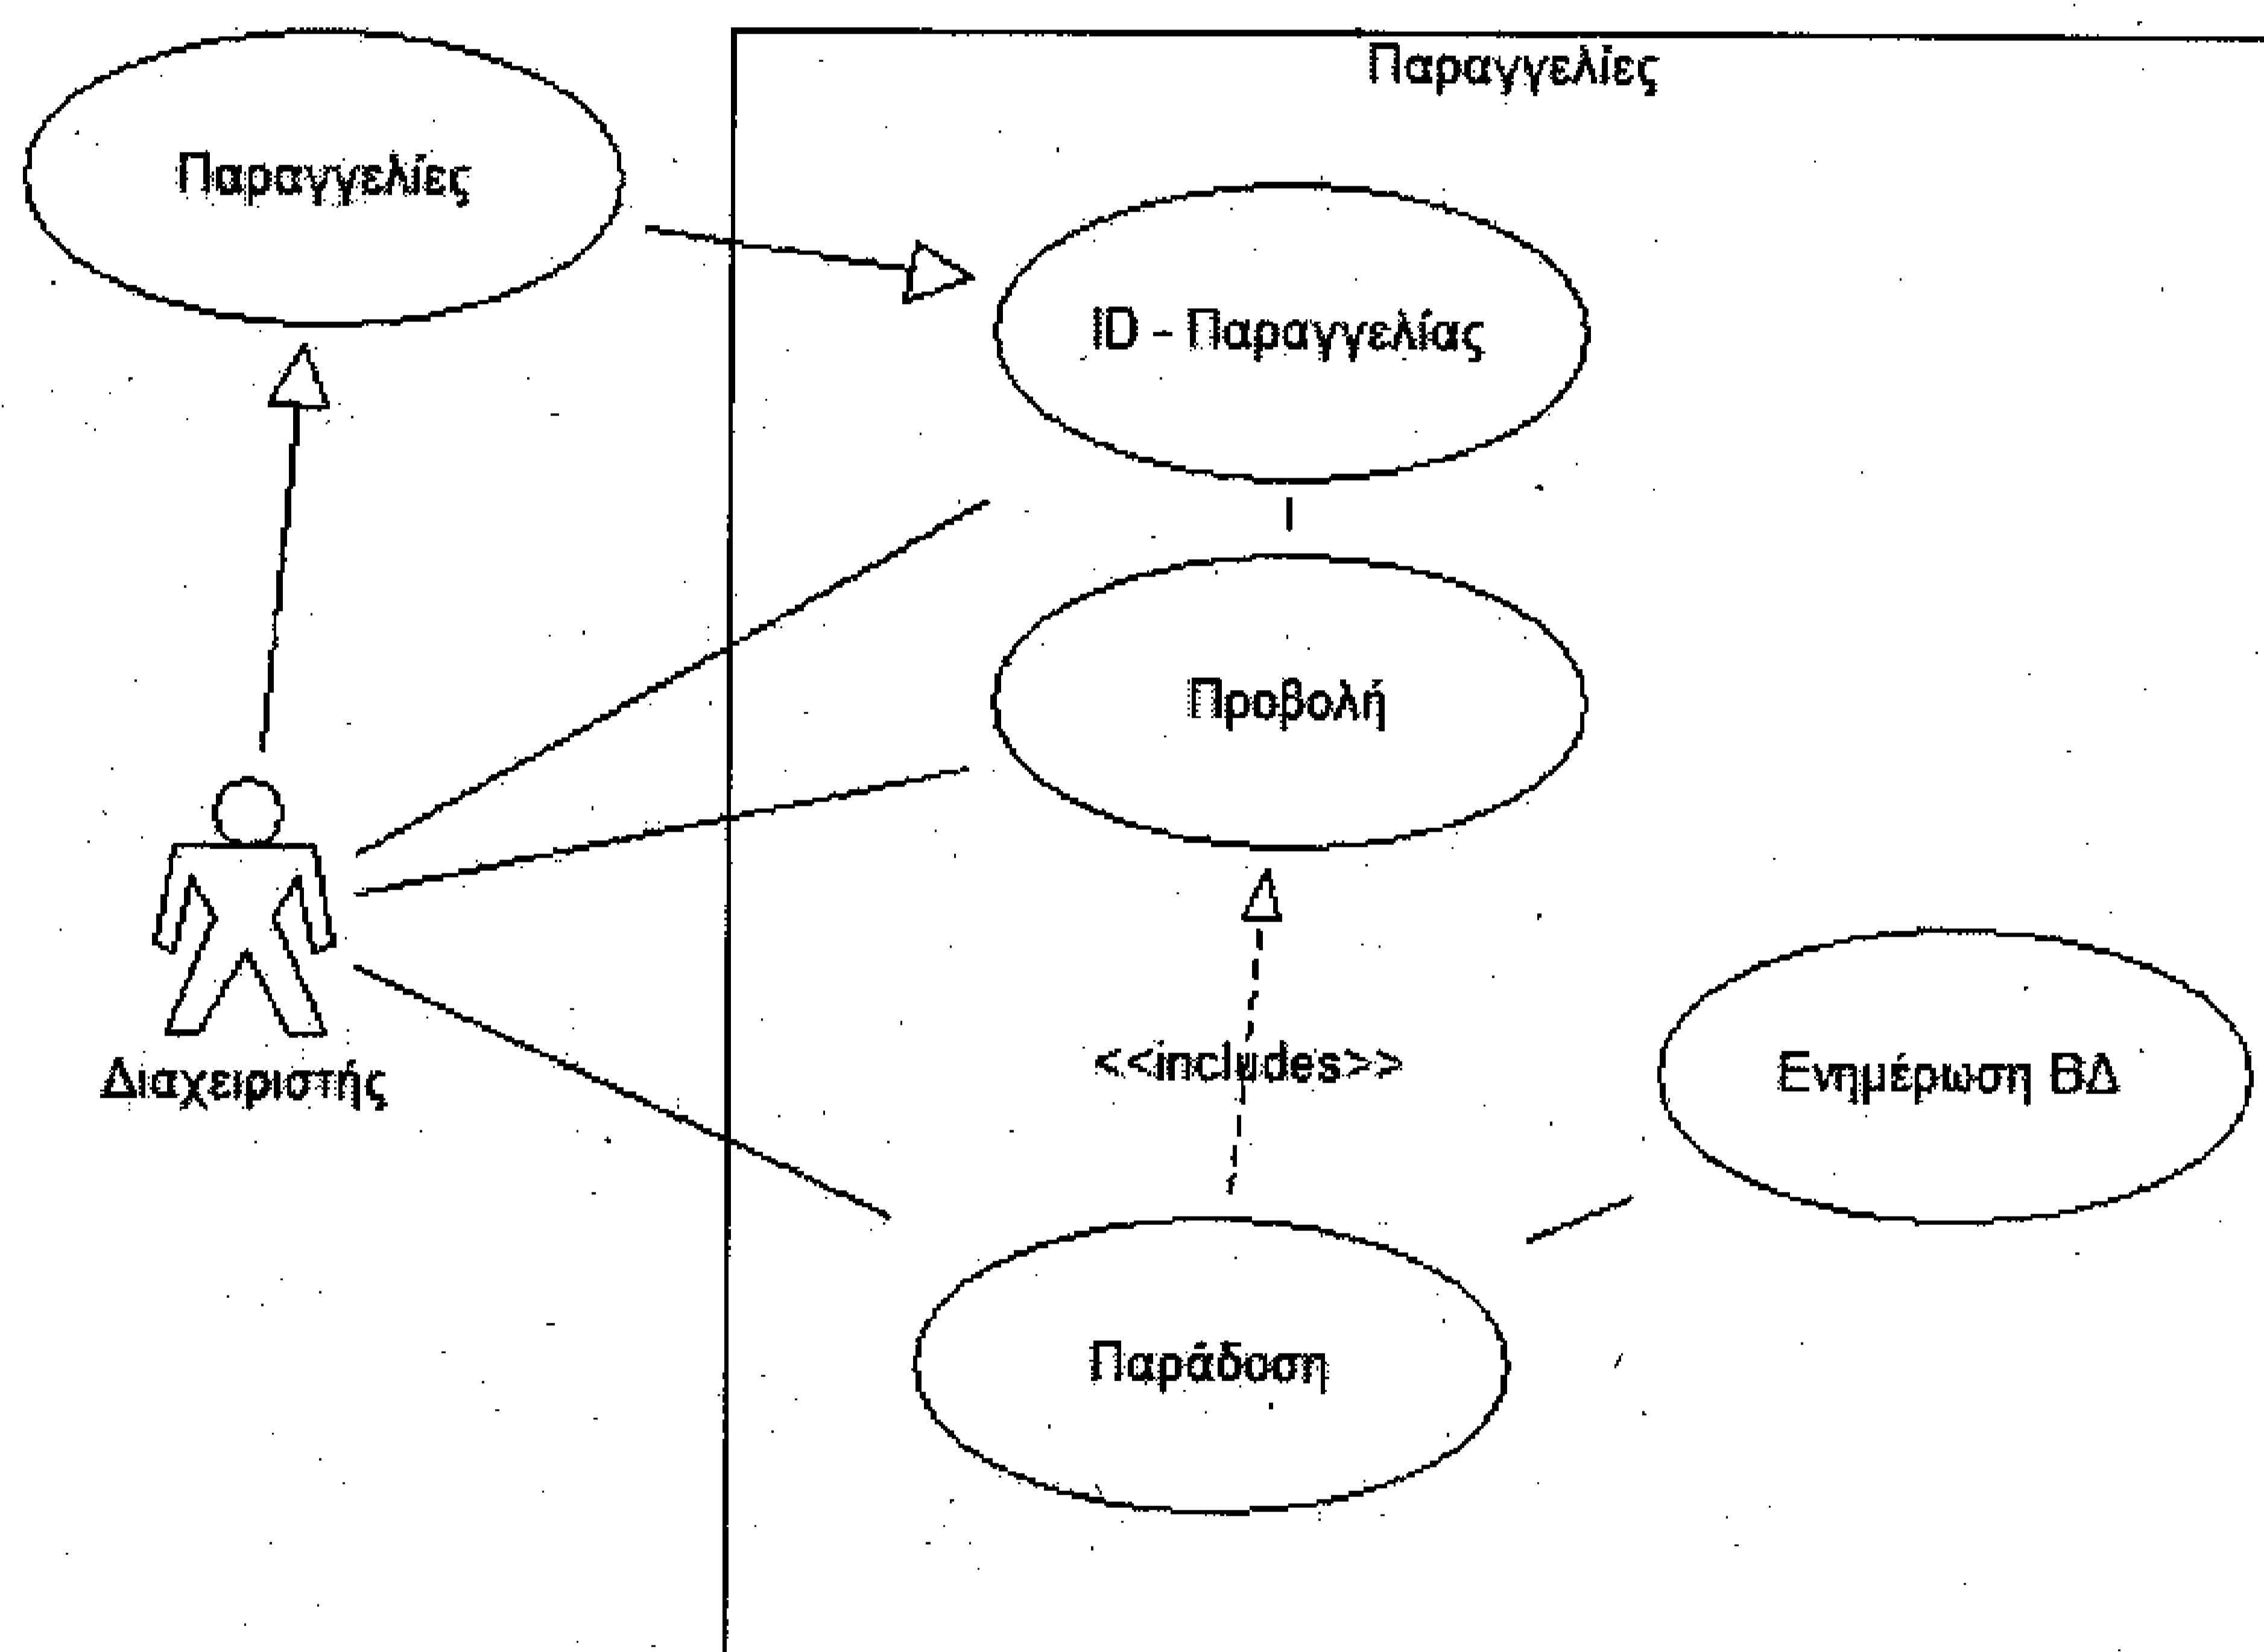 Παραγγελίες
Παραγγελίες
ID - Παραγγελίας
Προβολή
<<includes>>
Ενημέρωση ΒΔ
Διαχειριστής
Παράδοση